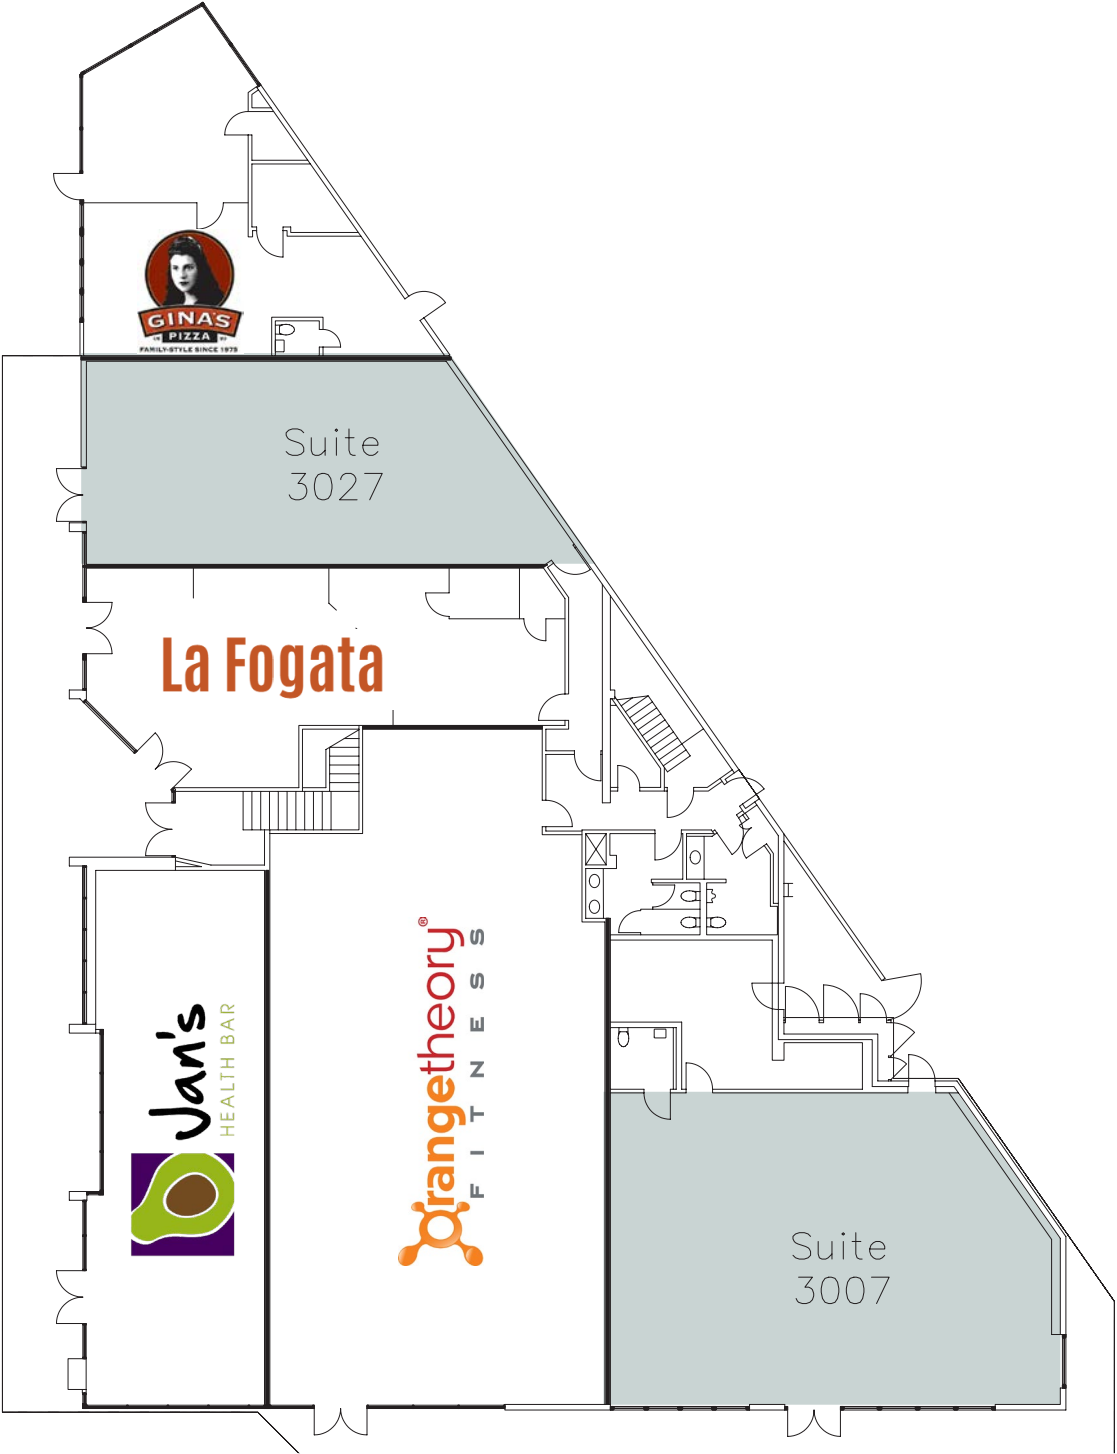 GINA'S
PIZZA
FAMILY-STYLE SINCE 1975
Suite
3027
La Fogata
Jan's
HEALTH BAR
Orangetheory®
FITNESS
Suite
3007